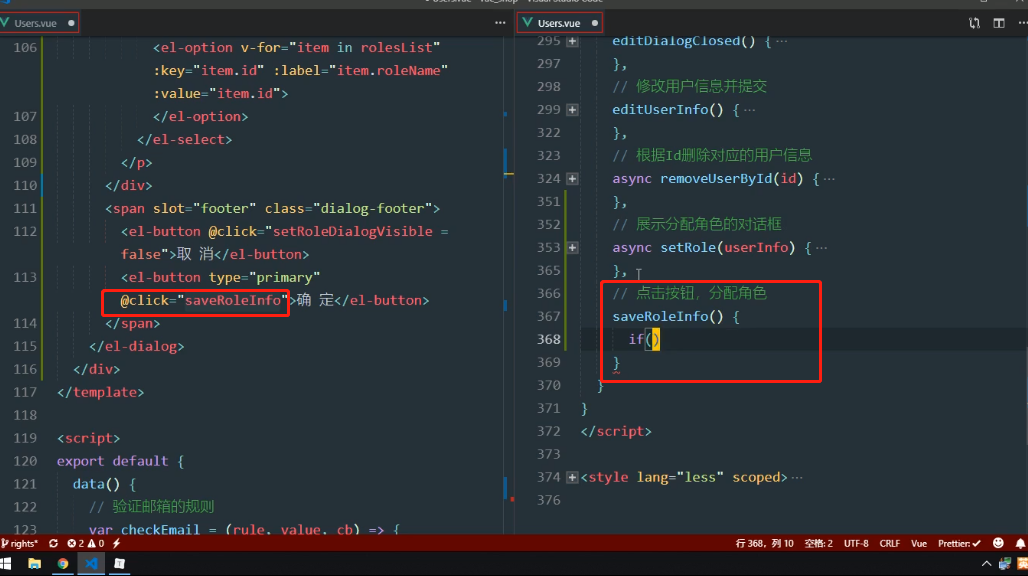 Users.vue
106 <el-option v-for="item in rolesList"
:key="item.id" :label="item.roleName"
:value="item.id">
107 </el-option>
108 </el-select>
109 </p>
110 </div>
111 <span slot="footer" class="dialog-footer">
112 <el-button @click="setRoleDialogVisible =
false">取 消</el-button>
113 <el-button type="primary"
@click="saveRoleInfo">确 定</el-button>
114 </span>
115 </el-dialog>
116 </div>
117 </template>
118
119 <script>
120 export default {
121 data() {
122 // 验证邮箱的规则
123 var checkEmail = (rule, value, cb) => {
Users.vue
295 editDialogClosed() { ···
297 },
298 // 修改用户信息并提交
299 editUserInfo() { ···
322 },
323 // 根据Id删除对应的用户信息
324 async removeUserById(id) { ···
351 },
352 // 展示分配角色的对话框
353 async setRole(userInfo) { ···
365 },
366 // 点击按钮，分配角色
367 saveRoleInfo() {
368 if()
369 }
370 }
371 }
372 </script>
373
374 <style lang="less" scoped> ···
376
rights* 2 0 行 368，列 10 空格: 2 UTF-8 CRLF Vue Prettier: ✓